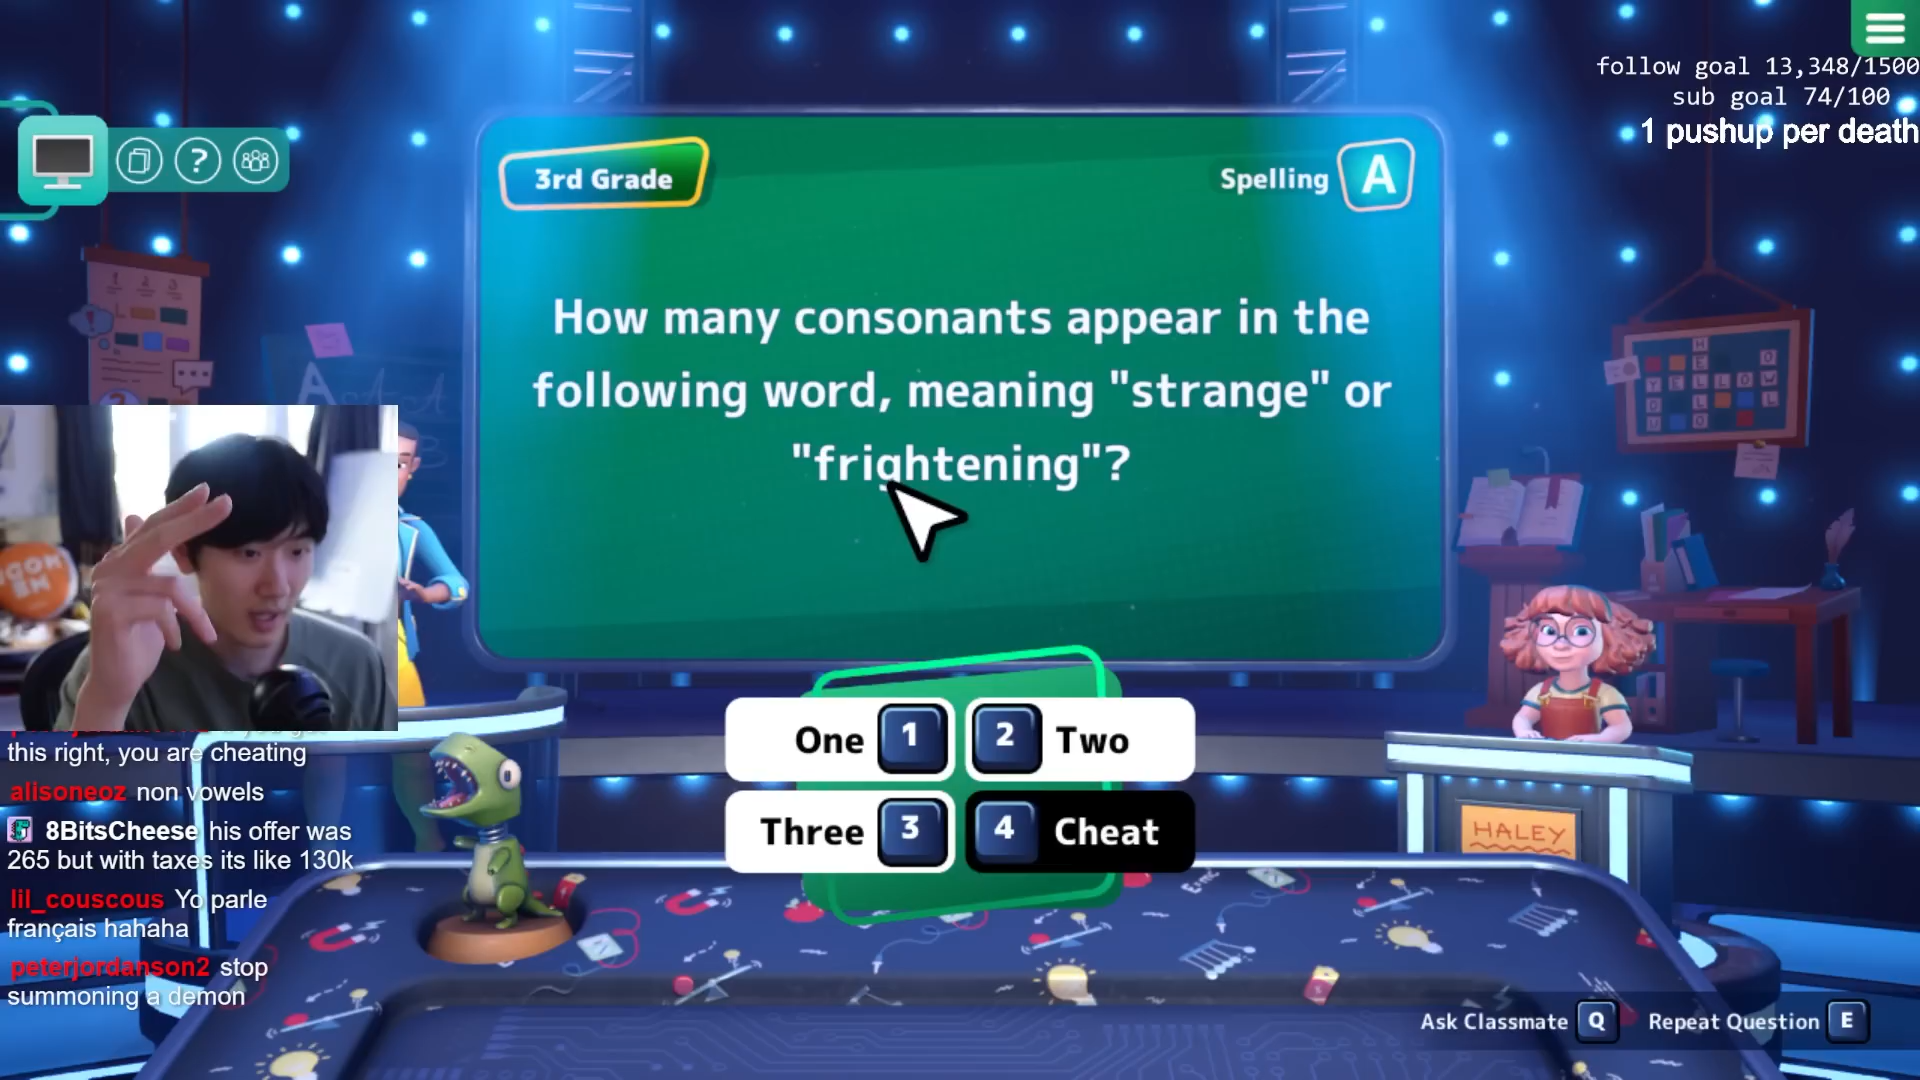 follow goal 13,348/1500
sub goal 74/100
1 pushup per death
3rd Grade
Spelling A
How many consonants appear in the
following word, meaning "strange" or
"frightening"?
One 1
2 Two
Three 3
4 Cheat
this right, you are cheating
alisoneoz non vowels
8BitsCheese his offer was
265 but with taxes its like 130k
lil_couscous Yo parle
français hahaha
peterjordanson2 stop
summoning a demon
HALEY
Ask Classmate Q
Repeat Question E